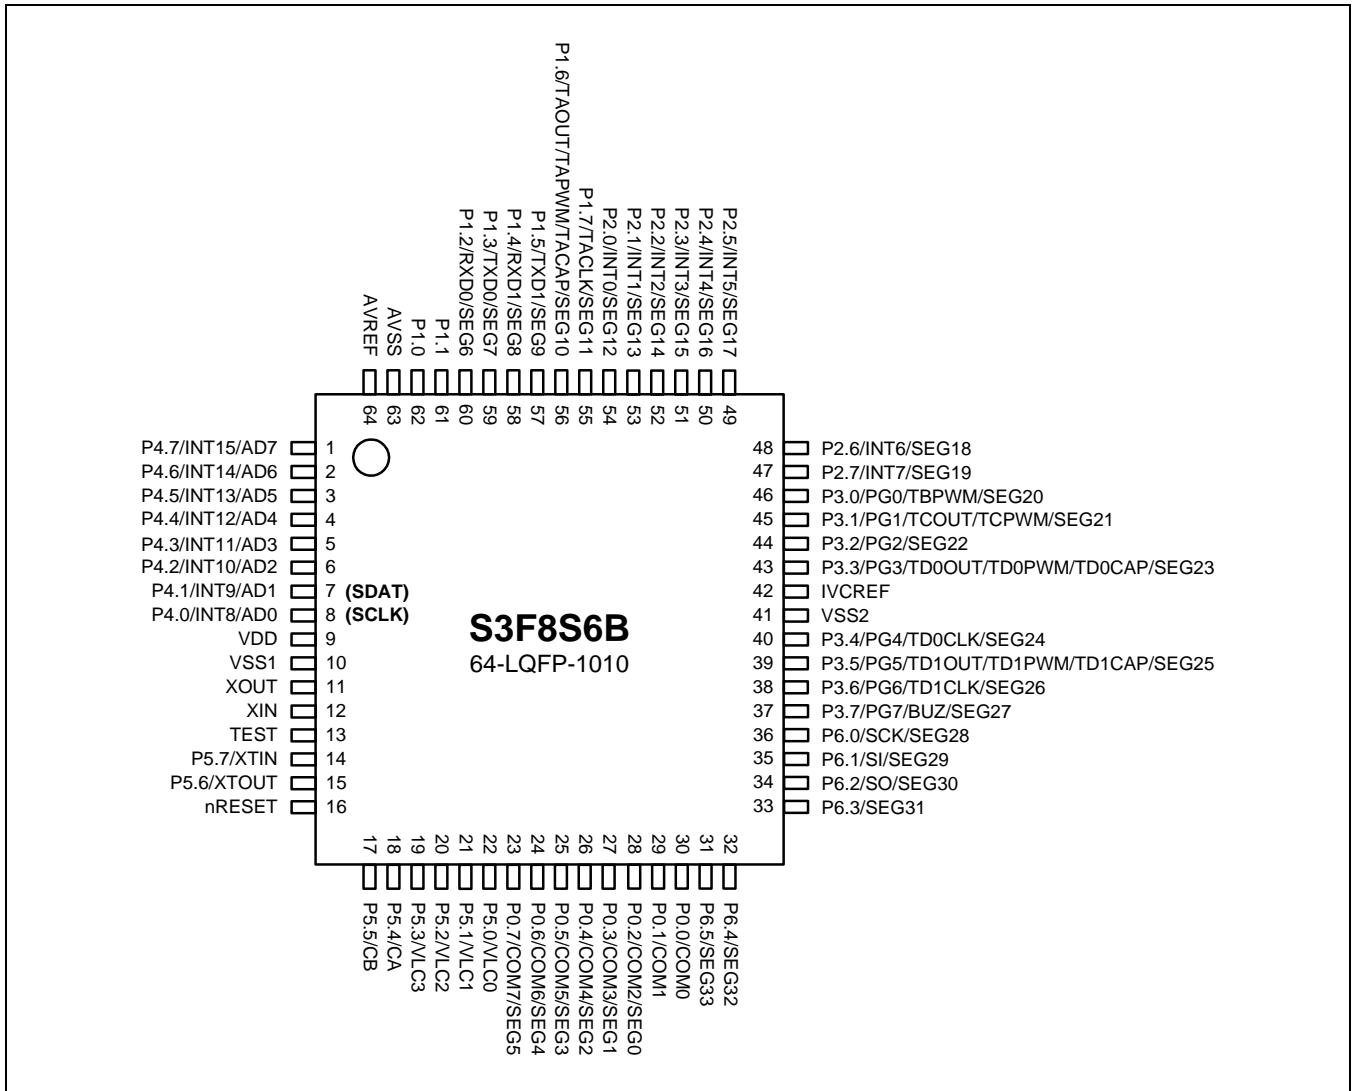 P1.6/TAOUT/TAPWM/TACAP/SEG10
AVREF
AVSS
P1.0
P1.1
P1.2/RXD0/SEG6
P1.3/TXD0/SEG7
P1.4/RXD1/SEG8
P1.5/TXD1/SEG9
P1.7/TACLK/SEG11
P2.0/INT0/SEG12
P2.1/INT1/SEG13
P2.2/INT2/SEG14
P2.3/INT3/SEG15
P2.4/INT4/SEG16
P2.5/INT5/SEG17
64 63 62 61 60 59 58 57 56 55 54 53 52 51 50 49
P4.7/INT15/AD7 1
P4.6/INT14/AD6 2
P4.5/INT13/AD5 3
P4.4/INT12/AD4 4
P4.3/INT11/AD3 5
P4.2/INT10/AD2 6
P4.1/INT9/AD1 7 (SDAT)
P4.0/INT8/AD0 8 (SCLK)
VDD 9
VSS1 10
XOUT 11
XIN 12
TEST 13
P5.7/XTIN 14
P5.6/XTOUT 15
nRESET 16
S3F8S6B
64-LQFP-1010
48 P2.6/INT6/SEG18
47 P2.7/INT7/SEG19
46 P3.0/PG0/TBPWM/SEG20
45 P3.1/PG1/TCOUT/TCPWM/SEG21
44 P3.2/PG2/SEG22
43 P3.3/PG3/TD0OUT/TD0PWM/TD0CAP/SEG23
42 IVCREF
41 VSS2
40 P3.4/PG4/TD0CLK/SEG24
39 P3.5/PG5/TD1OUT/TD1PWM/TD1CAP/SEG25
38 P3.6/PG6/TD1CLK/SEG26
37 P3.7/PG7/BUZ/SEG27
36 P6.0/SCK/SEG28
35 P6.1/SI/SEG29
34 P6.2/SO/SEG30
33 P6.3/SEG31
17 18 19 20 21 22 23 24 25 26 27 28 29 30 31 32
P5.5/CB
P5.4/CA
P5.3/VLC3
P5.2/VLC2
P5.1/VLC1
P5.0/VLC0
P0.7/COM7/SEG5
P0.6/COM6/SEG4
P0.5/COM5/SEG3
P0.4/COM4/SEG2
P0.3/COM3/SEG1
P0.2/COM2/SEG0
P0.1/COM1
P0.0/COM0
P6.5/SEG33
P6.4/SEG32